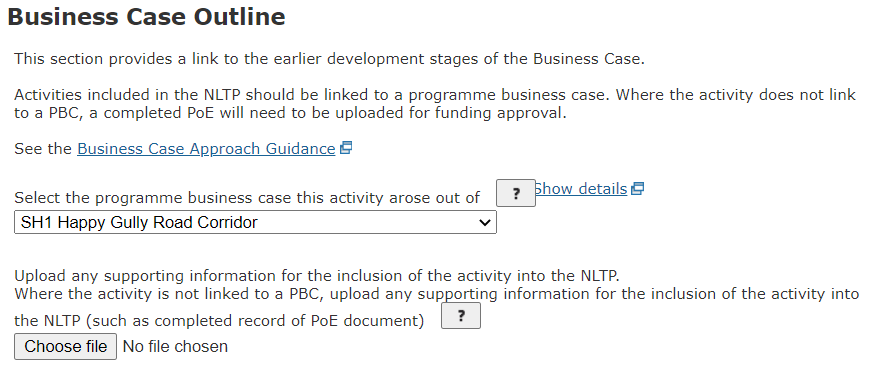 Business Case Outline
This section provides a link to the earlier development stages of the Business Case.
Activities included in the NLTP should be linked to a programme business case. Where the activity does not link
to a PBC, a completed PoE will need to be uploaded for funding approval.
See the Business Case Approach Guidance
Select the programme business case this activity arose out of ? Show details
SH1 Happy Gully Road Corridor
Upload any supporting information for the inclusion of the activity into the NLTP.
Where the activity is not linked to a PBC, upload any supporting information for the inclusion of the activity into
the NLTP (such as completed record of PoE document) ?
Choose file No file chosen